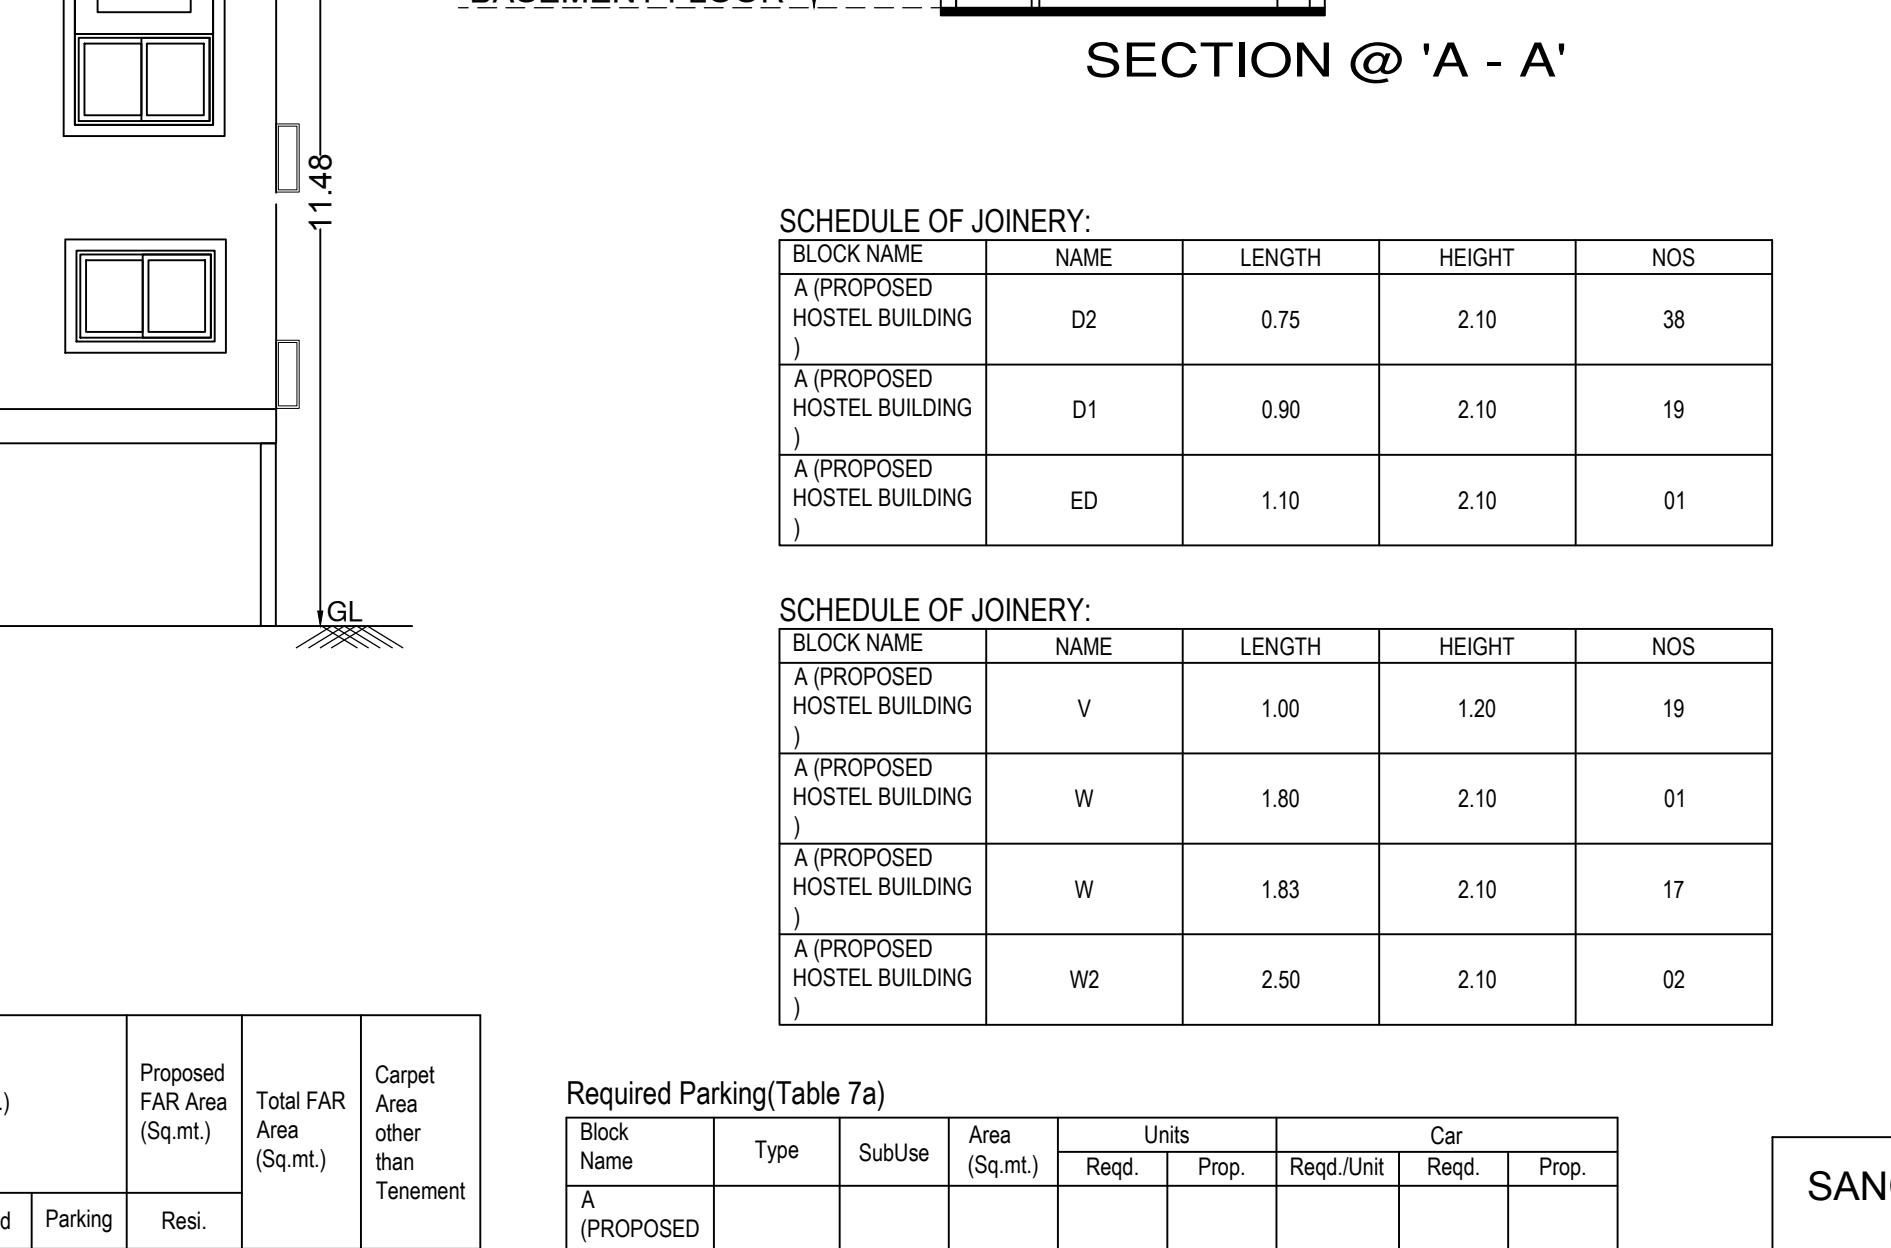 SECTION @ 'A - A'
11.48
GL
SCHEDULE OF JOINERY:
BLOCK NAME NAME LENGTH HEIGHT NOS
A (PROPOSED
HOSTEL BUILDING D2 0.75 2.10 38
)
A (PROPOSED
HOSTEL BUILDING D1 0.90 2.10 19
)
A (PROPOSED
HOSTEL BUILDING ED 1.10 2.10 01
)
SCHEDULE OF JOINERY:
BLOCK NAME NAME LENGTH HEIGHT NOS
A (PROPOSED
HOSTEL BUILDING V 1.00 1.20 19
)
A (PROPOSED
HOSTEL BUILDING W 1.80 2.10 01
)
A (PROPOSED
HOSTEL BUILDING W 1.83 2.10 17
)
A (PROPOSED
HOSTEL BUILDING W2 2.50 2.10 02
)
.)
Proposed
FAR Area
(Sq.mt.)
Total FAR
Area
(Sq.mt.)
Carpet
Area
other
than
Tenement
d Parking Resi.
Required Parking(Table 7a)
Block
Name
Type
SubUse
Area
(Sq.mt.)
Units
Car
Reqd. Prop. Reqd./Unit Reqd. Prop.
A
(PROPOSED